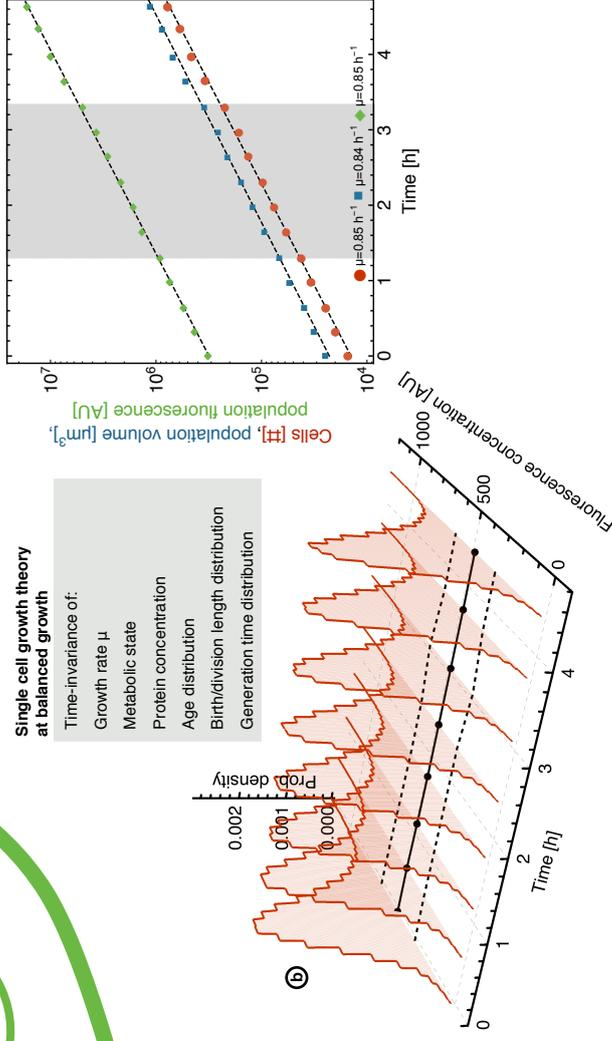 Single cell growth theory
at balanced growth
Time-invariance of:
Growth rate μ
Metabolic state
Protein concentration
Age distribution
Birth/division length distribution
Generation time distribution
Cells [#], population volume [μm³],
population fluorescence [AU]
10⁷
10⁶
10⁵
10⁴
0 1 2 3 4
Time [h]
μ=0.85 h⁻¹ μ=0.84 h⁻¹ μ=0.85 h⁻¹
b
Prob. density
0.002
0.001
0.000
0 1 2 3 4
Time [h]
0 500 1000
Fluorescence concentration [AU]